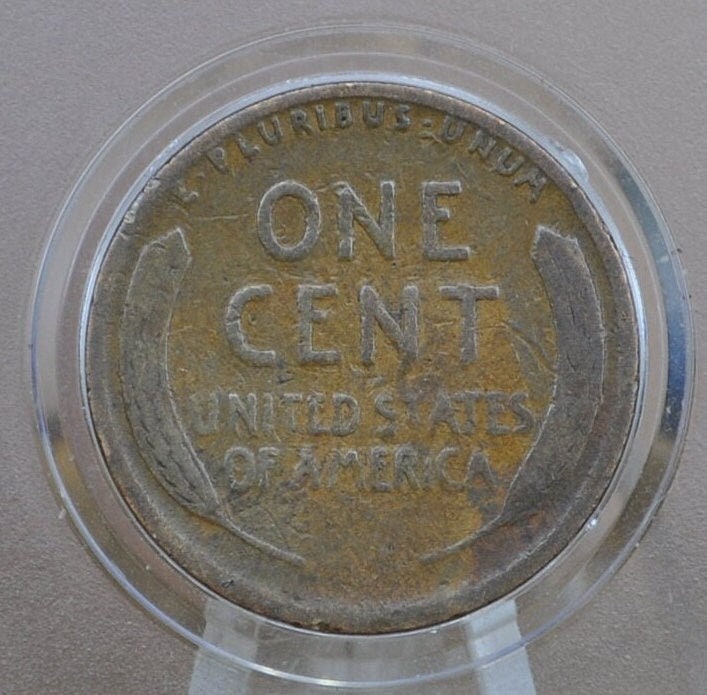 E·PLURIBUS·UNUM
ONE
CENT
UNITED STATES
OF AMERICA